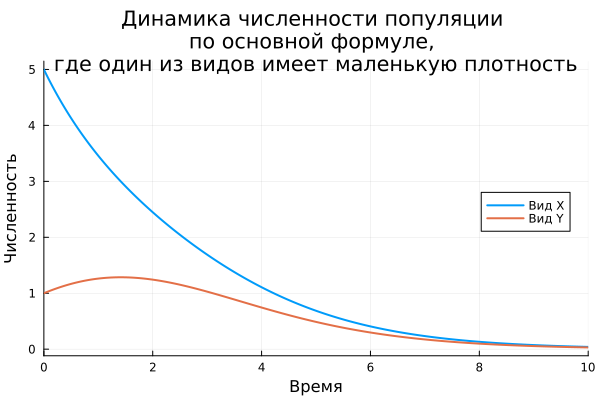 Динамика численности популяции
по основной формуле,
где один из видов имеет маленькую плотность
Численность
5
4
3
2
1
0
Вид X
Вид Y
0 2 4 6 8 10
Время